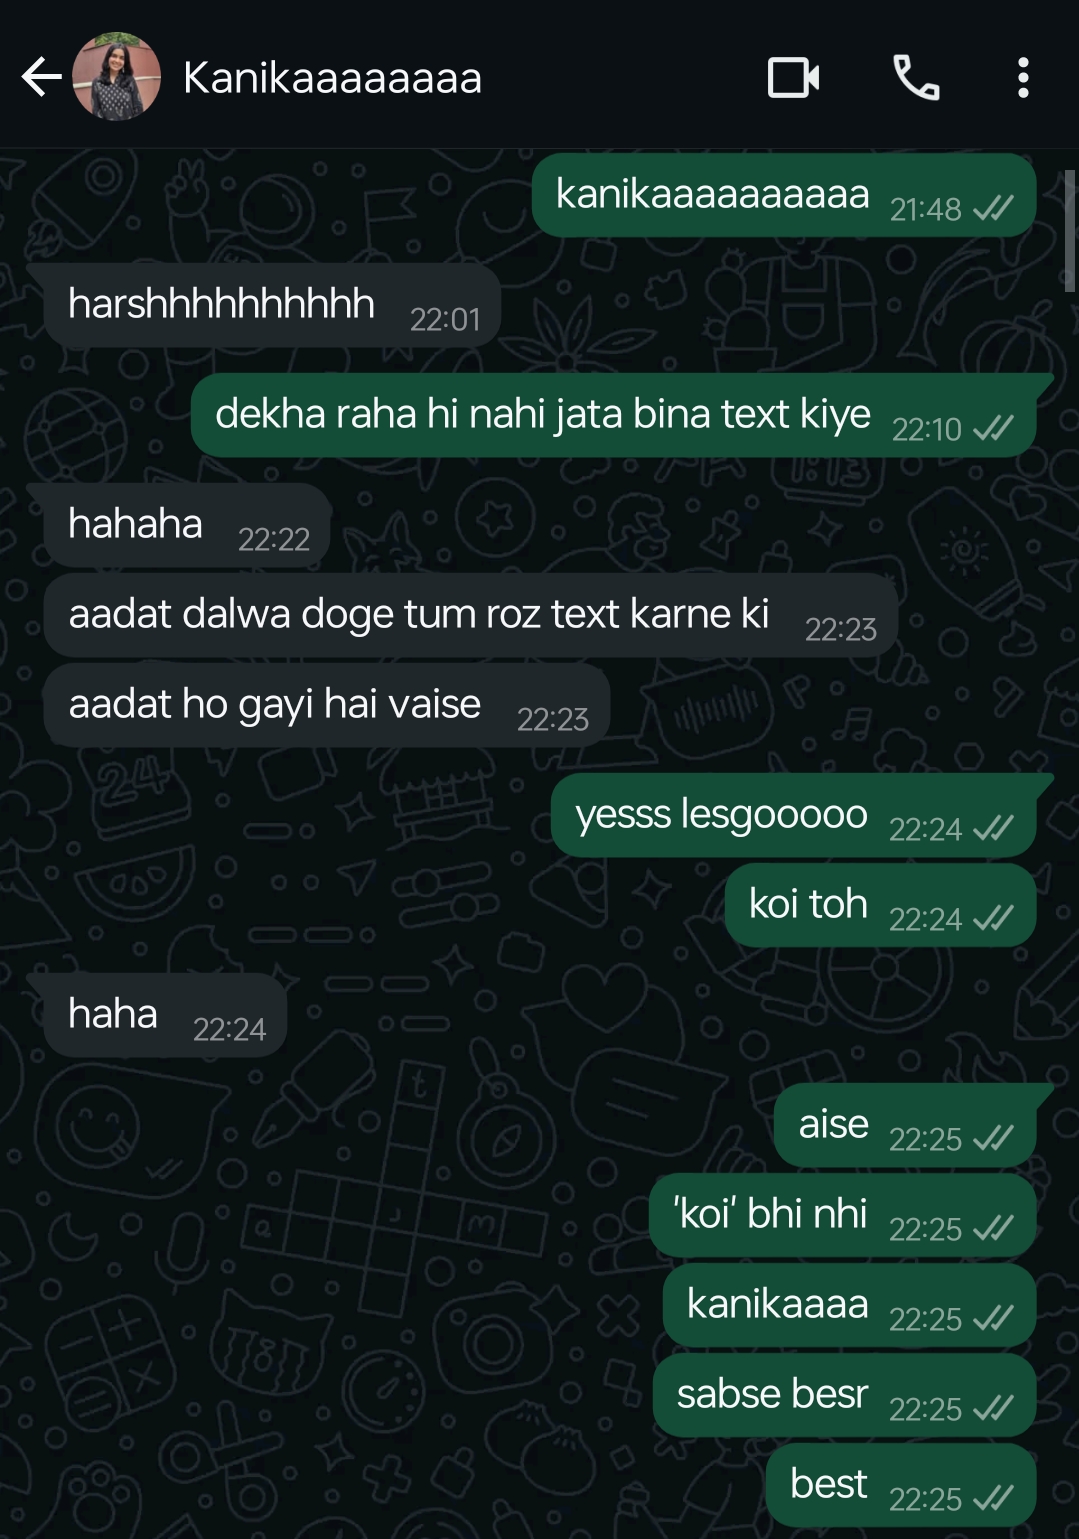 Kanikaaaaaaaaa
kanikaaaaaaaaaaa 21:48
harshhhhhhhhhh 22:01
dekha raha hi nahi jata bina text kiye 22:10
hahaha 22:22
aadat dalwa doge tum roz text karne ki 22:23
aadat ho gayi hai vaise 22:23
yesss lesgooooo 22:24
koi toh 22:24
haha 22:24
aise 22:25
'koi' bhi nhi 22:25
kanikaaaa 22:25
sabse besr 22:25
best 22:25